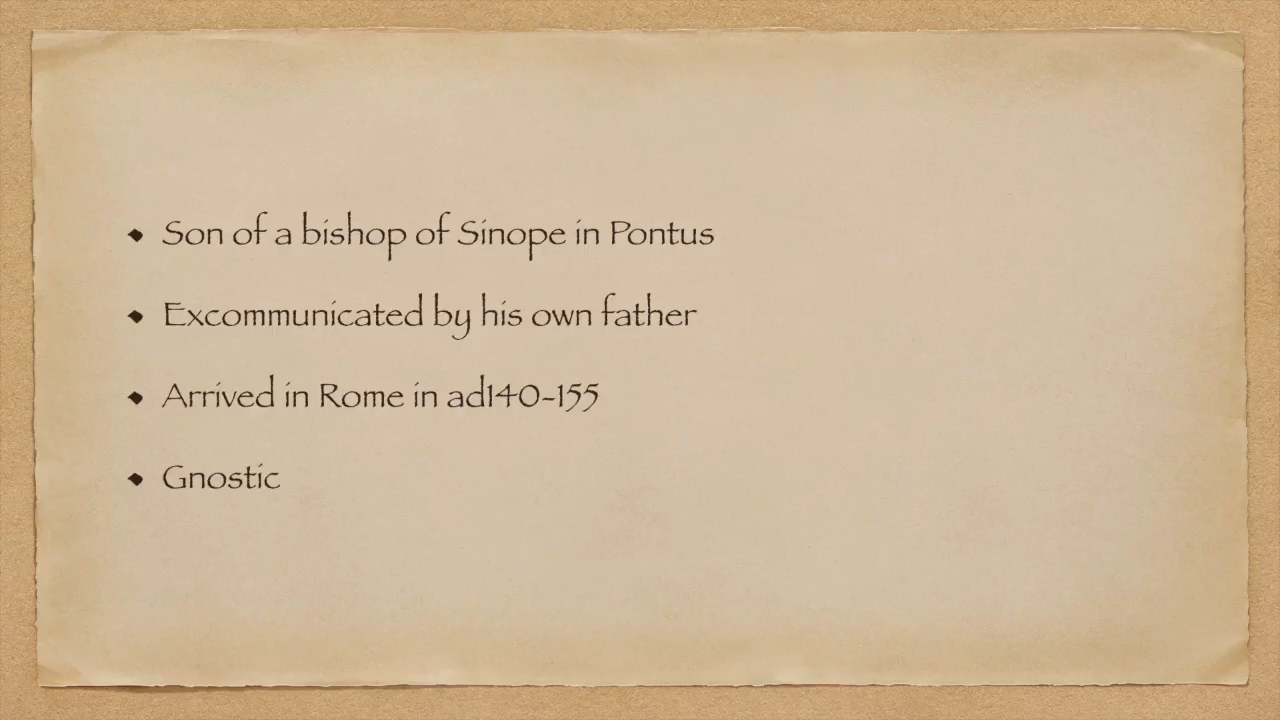 • Son of a bishop of Sinope in Pontus
• Excommunicated by his own father
• Arrived in Rome in ad140-155
• Gnostic